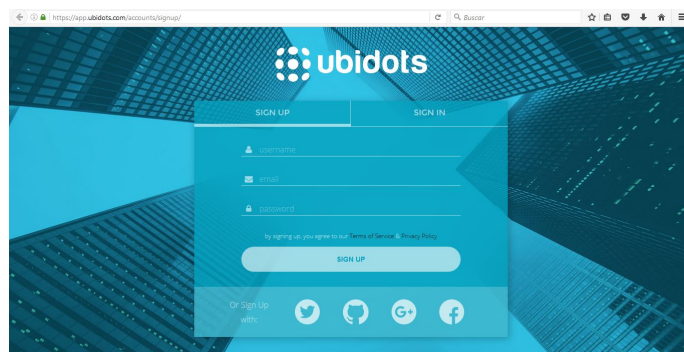 https://app.ubidots.com/accounts/signup/
Buscar
ubidots
SIGN UP
SIGN IN
username
email
password
by signing up, you agree to our Terms of Service & Privacy Policy
SIGN UP
Or Sign Up
with:
G+